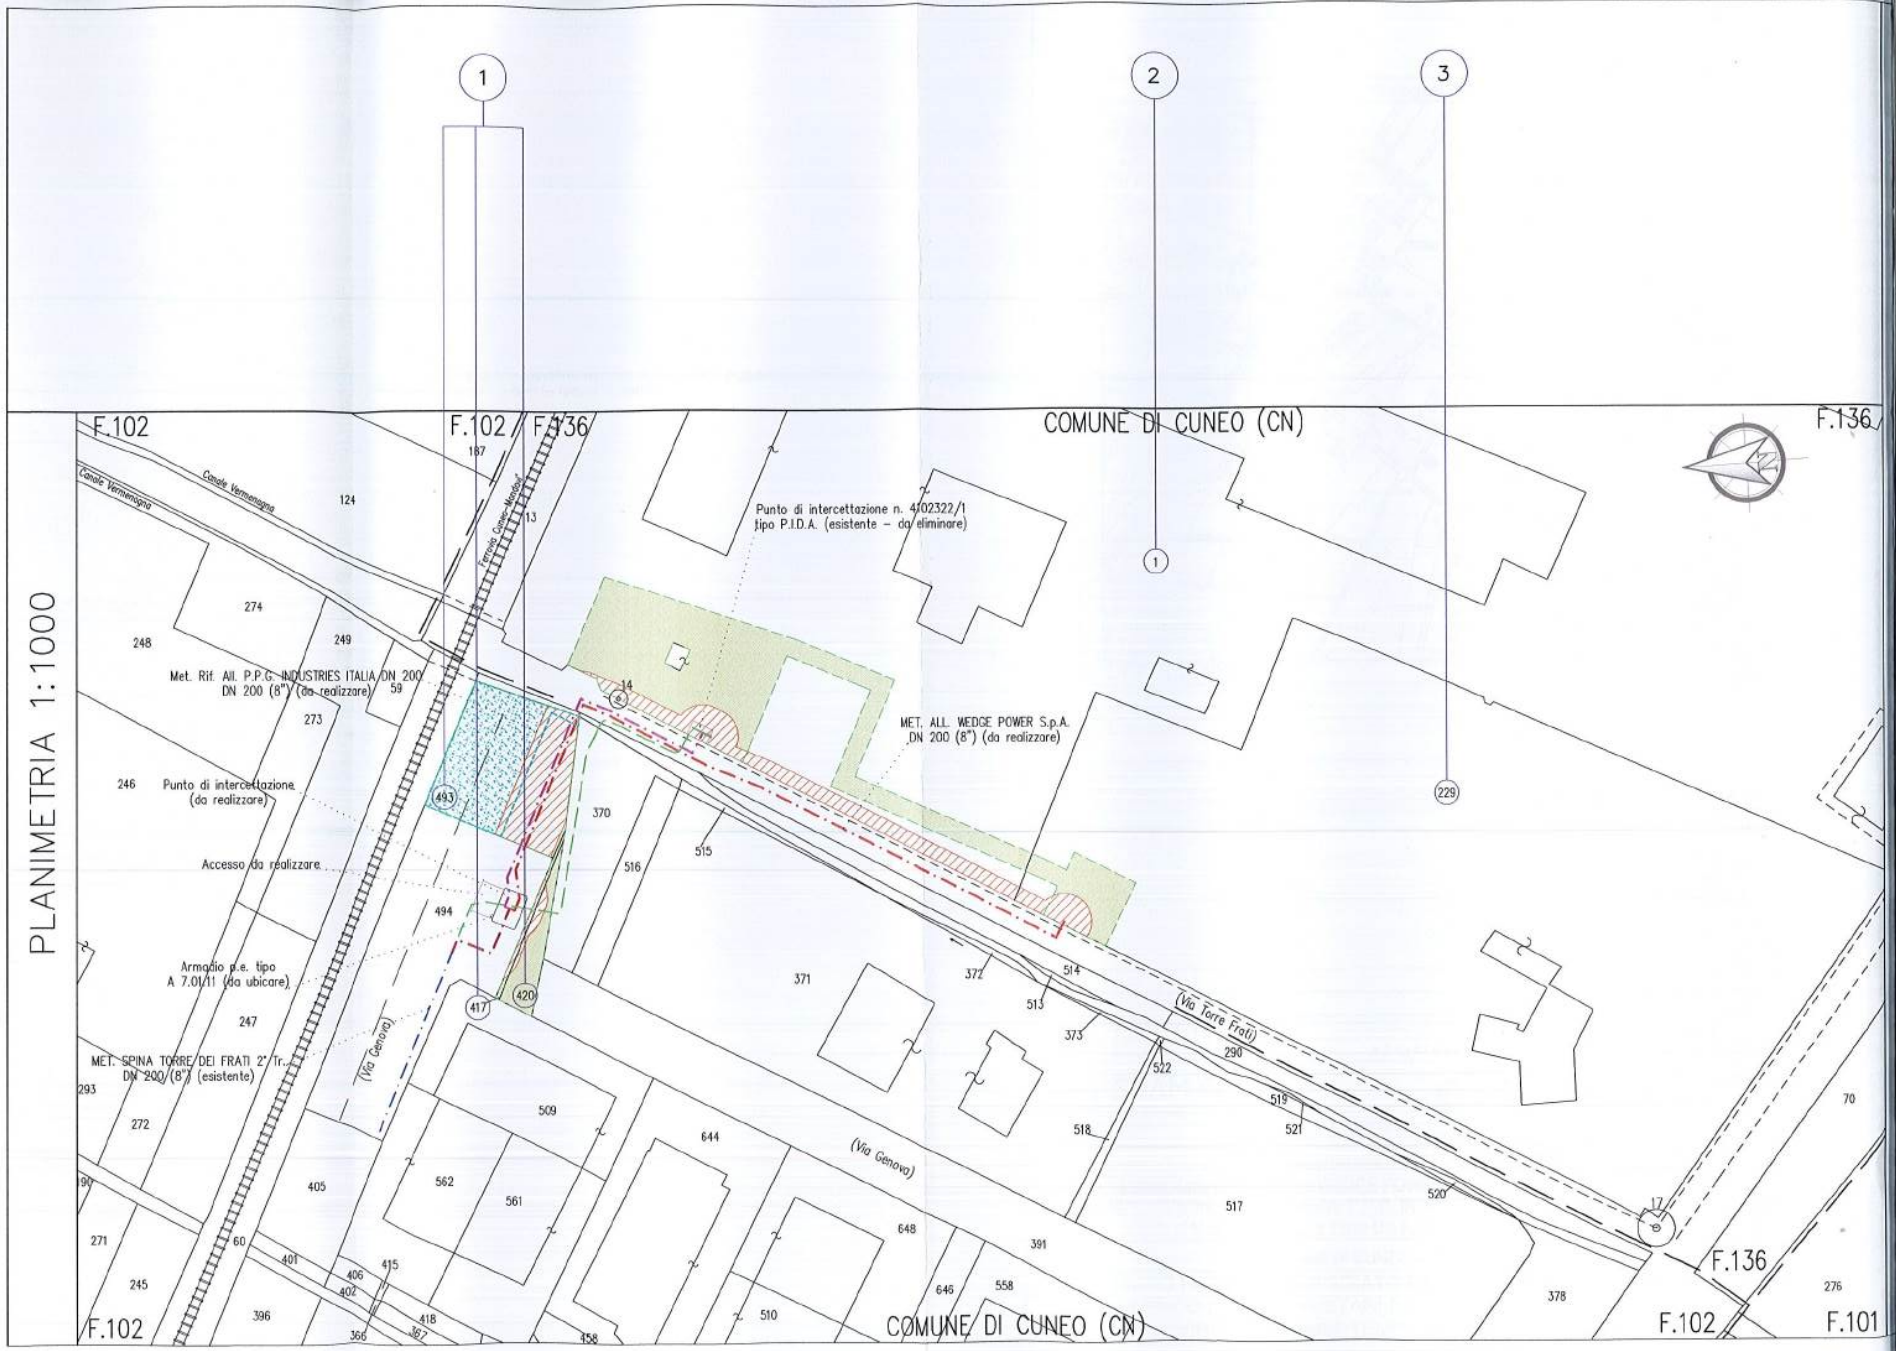 1
2
3
F.102
F.102
F.136
COMUNE DI CUNEO (CN)
F.136
N
187
Canale Vermenagna
Canale Vermenagna
124
Ferrovia Cuneo-Mondovì
13
Punto di intercettazione n. 4102322/1
tipo P.I.D.A. (esistente - da eliminare)
1
PLANIMETRIA 1:1000
274
248
249
Met. Rif. All. P.P.G. INDUSTRIES ITALIA DN 200
DN 200 (8") (da realizzare)
59
14
273
MET. ALL. WEDGE POWER S.p.A.
DN 200 (8") (da realizzare)
246
Punto di intercettazione
(da realizzare)
493
229
370
515
516
Accesso da realizzare
494
371
372
514
513
Armadio p.e. tipo
A 7.01.11 (da ubicare)
417
420
247
373
(Via Torre Frati)
290
(Via Genova)
MET. SPINA TORRE DEI FRATI 2° Tr.
DN 200 (8") (esistente)
522
293
272
509
519
521
70
518
644
(Via Genova)
405
562
561
520
517
17
271
60
648
391
401
406
415
402
F.136
245
646
558
276
378
396
418
510
366
367
458
F.102
COMUNE DI CUNEO (CN)
F.102
F.101